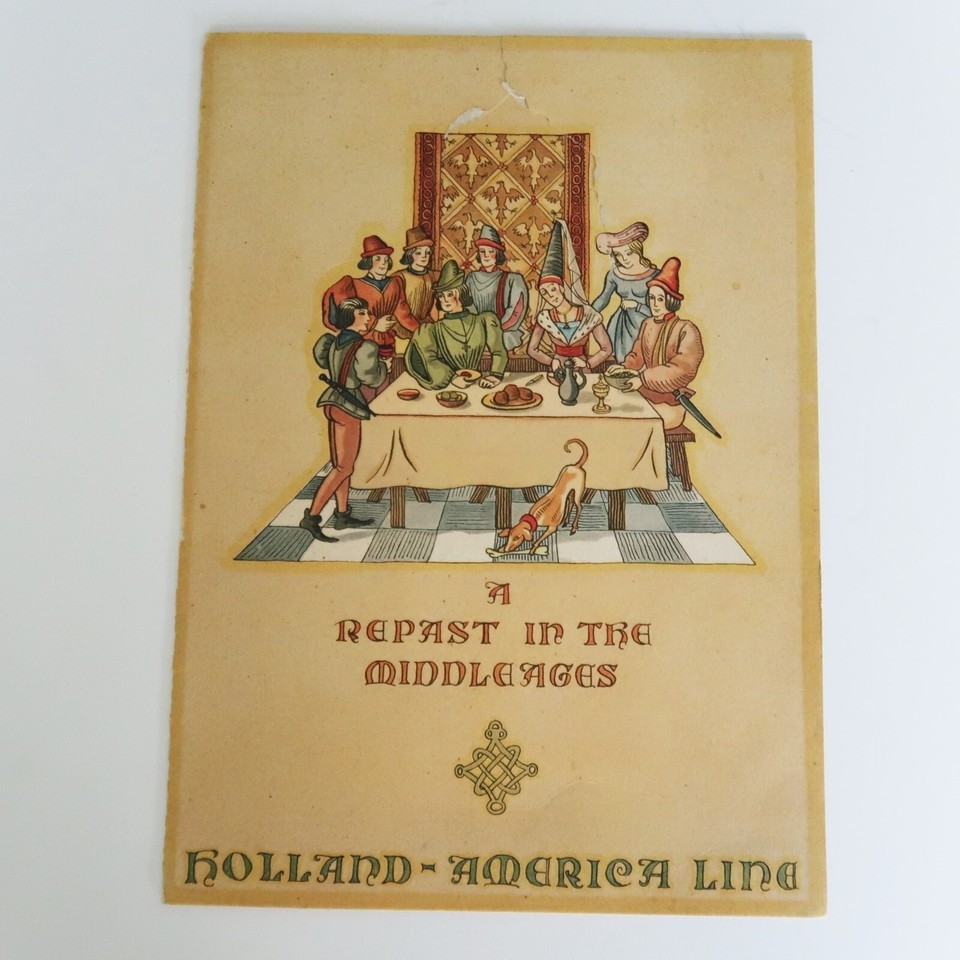 A
REPAST IN THE
MIDDLEAGES
HOLLAND-AMERICA LINE